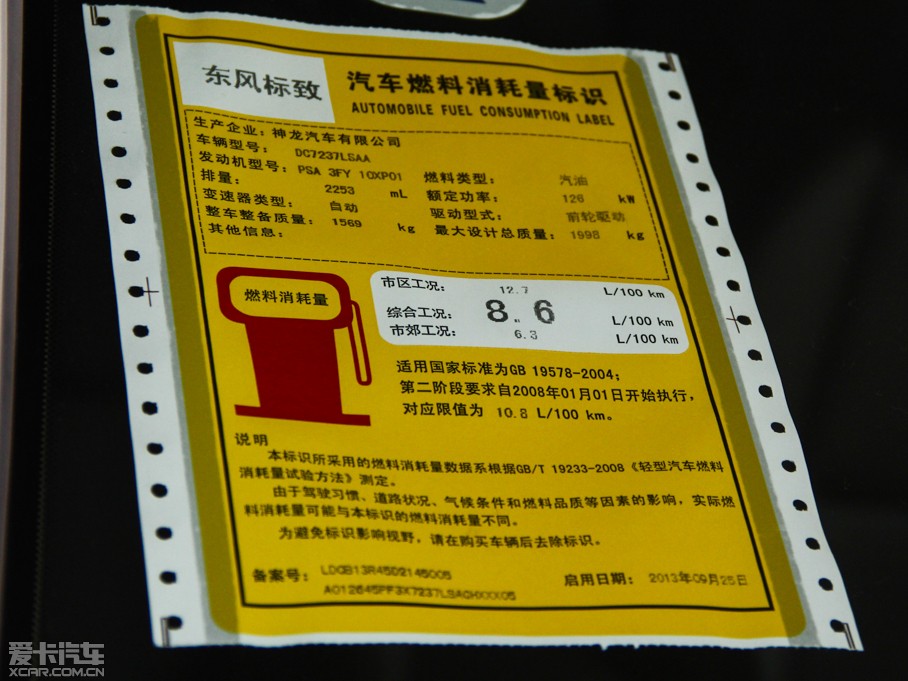 东风标致
汽车燃料消耗量标识
AUTOMOBILE FUEL CONSUMPTION LABEL
生产企业：神龙汽车有限公司
车辆型号： DC7237LSAA
发动机型号： PSA 3FY 10XP01 燃料类型： 汽油
排量： 2253 mL 额定功率： 126 kW
变速器类型： 自动 驱动型式： 前轮驱动
整车整备质量： 1569 kg 最大设计总质量： 1998 kg
其他信息：
燃料消耗量
市区工况： 12.7 L/100 km
综合工况： 8.6 L/100 km
市郊工况： 6.3 L/100 km
适用国家标准为GB 19578-2004；
第二阶段要求自2008年01月01日开始执行，
对应限值为 10.8 L/100 km。
说明
本标识所采用的燃料消耗量数据系根据GB/T 19233-2008《轻型汽车燃料
消耗量试验方法》测定。
由于驾驶习惯、道路状况、气候条件和燃料品质等因素的影响，实际燃
料消耗量可能与本标识的燃料消耗量不同。
为避免标识影响视野，请在购买车辆后去除标识。
备案号： 启用日期： 2013年09月25日
爱卡汽车
XCAR.COM.CN